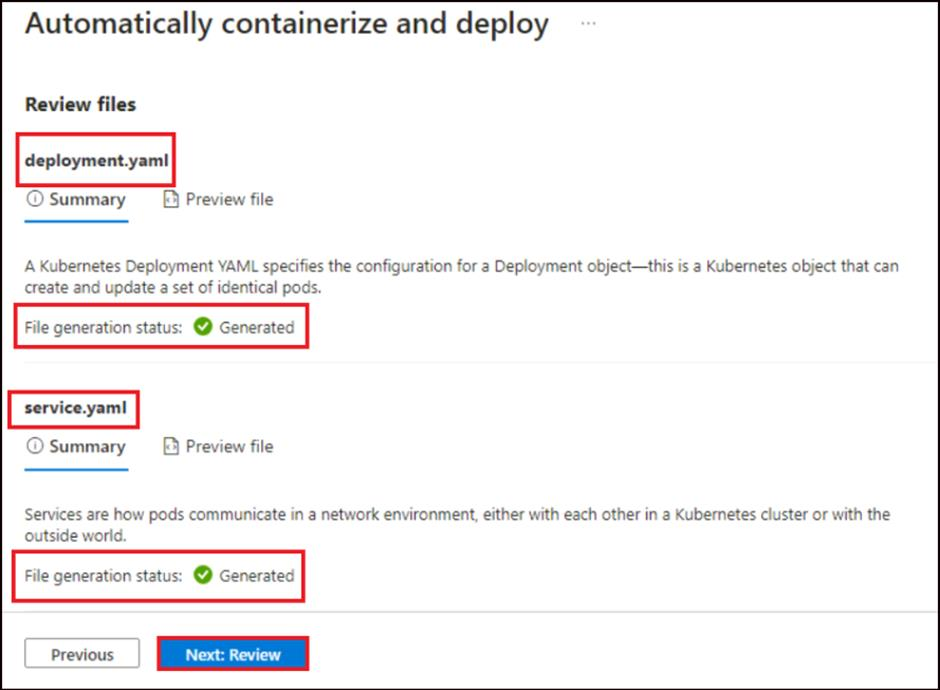 Automatically containerize and deploy ...
Review files
deployment.yaml
Summary Preview file
A Kubernetes Deployment YAML specifies the configuration for a Deployment object—this is a Kubernetes object that can
create and update a set of identical pods.
File generation status: Generated
service.yaml
Summary Preview file
Services are how pods communicate in a network environment, either with each other in a Kubernetes cluster or with the
outside world.
File generation status: Generated
Previous Next: Review